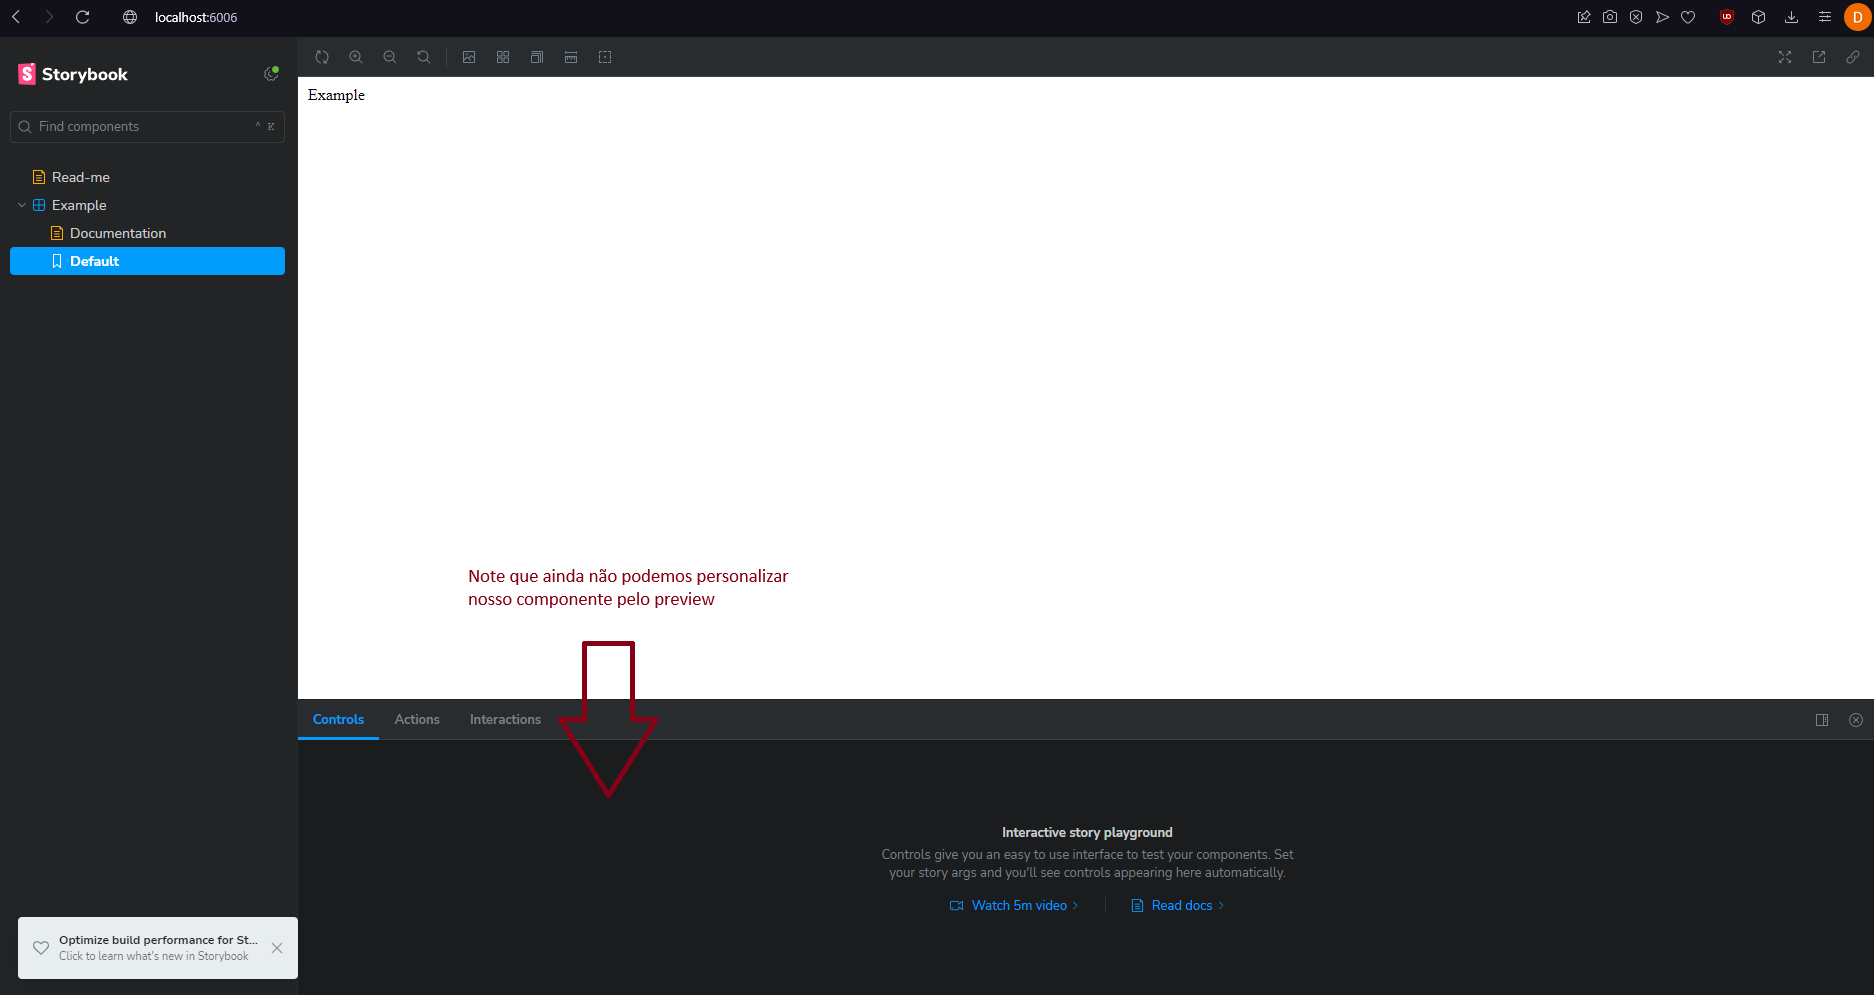 localhost:6006
D
Storybook
Find components
^ K
Read-me
Example
Documentation
Default
Example
Note que ainda não podemos personalizar
nosso componente pelo preview
Controls Actions Interactions
Interactive story playground
Controls give you an easy to use interface to test your components. Set
your story args and you'll see controls appearing here automatically.
Watch 5m video Read docs
Optimize build performance for St...
Click to learn what's new in Storybook